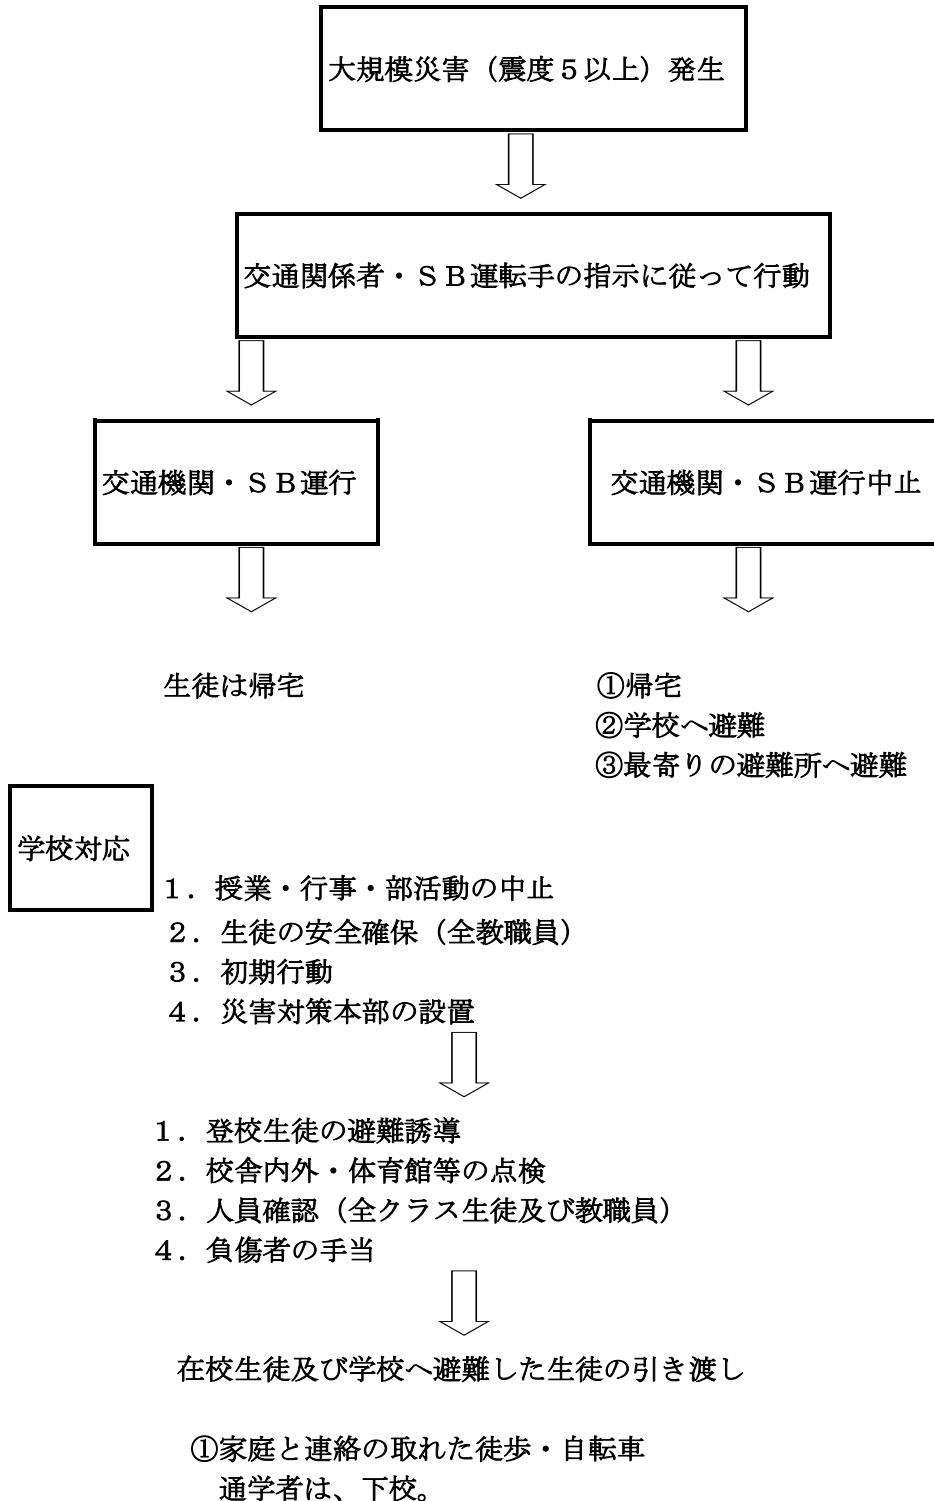 大規模災害（震度５以上）発生
交通関係者・ＳＢ運転手の指示に従って行動
交通機関・ＳＢ運行
交通機関・ＳＢ運行中止
生徒は帰宅
①帰宅
②学校へ避難
③最寄りの避難所へ避難
学校対応
１．授業・行事・部活動の中止
２．生徒の安全確保（全教職員）
３．初期行動
４．災害対策本部の設置
１．登校生徒の避難誘導
２．校舎内外・体育館等の点検
３．人員確認（全クラス生徒及び教職員）
４．負傷者の手当
在校生徒及び学校へ避難した生徒の引き渡し
①家庭と連絡の取れた徒歩・自転車
通学者は、下校。